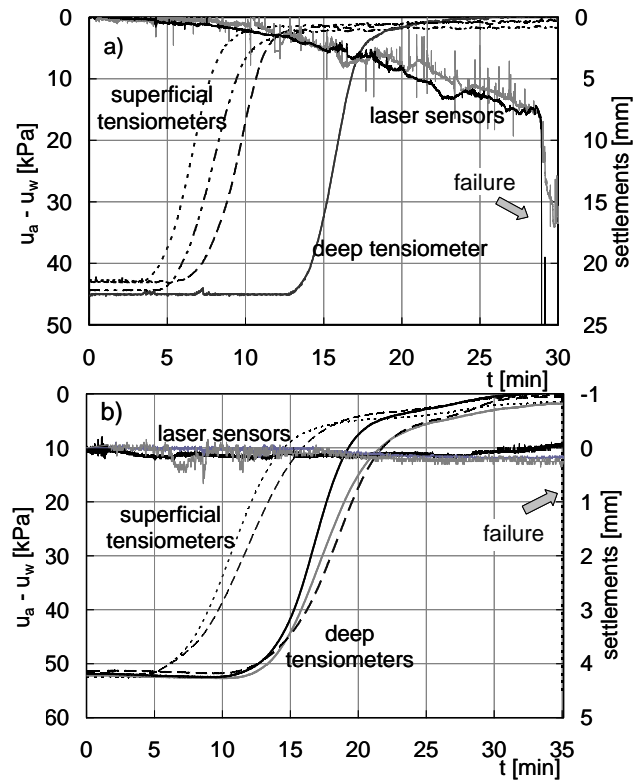 a)
0
10
20
30
40
50
u_a - u_w [kPa]
superficial
tensiometers
laser sensors
failure
deep tensiometer
0
5
10
15
20
25
settlements [mm]
0 5 10 15 20 25 30
t [min]
b)
0
10
20
30
40
50
60
u_a - u_w [kPa]
laser sensors
superficial
tensiometers
failure
deep
tensiometers
-1
0
1
2
3
4
5
settlements [mm]
0 5 10 15 20 25 30 35
t [min]